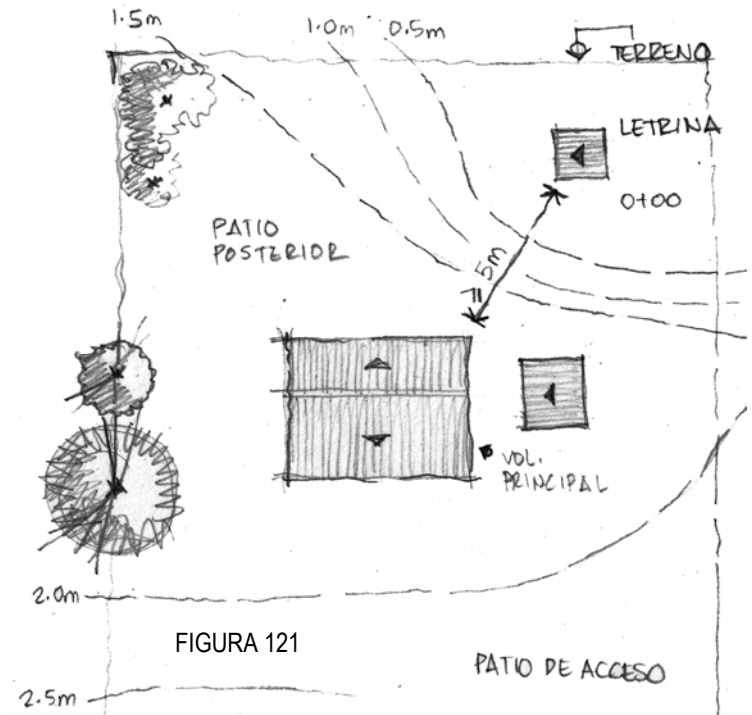 1.5m
1.0m 0.5m
TERRENO
LETRINA
0+00
PATIO
POSTERIOR
≥ 5m
VOL.
PRINCIPAL
2.0m
FIGURA 121
PATIO DE ACCESO
2.5m